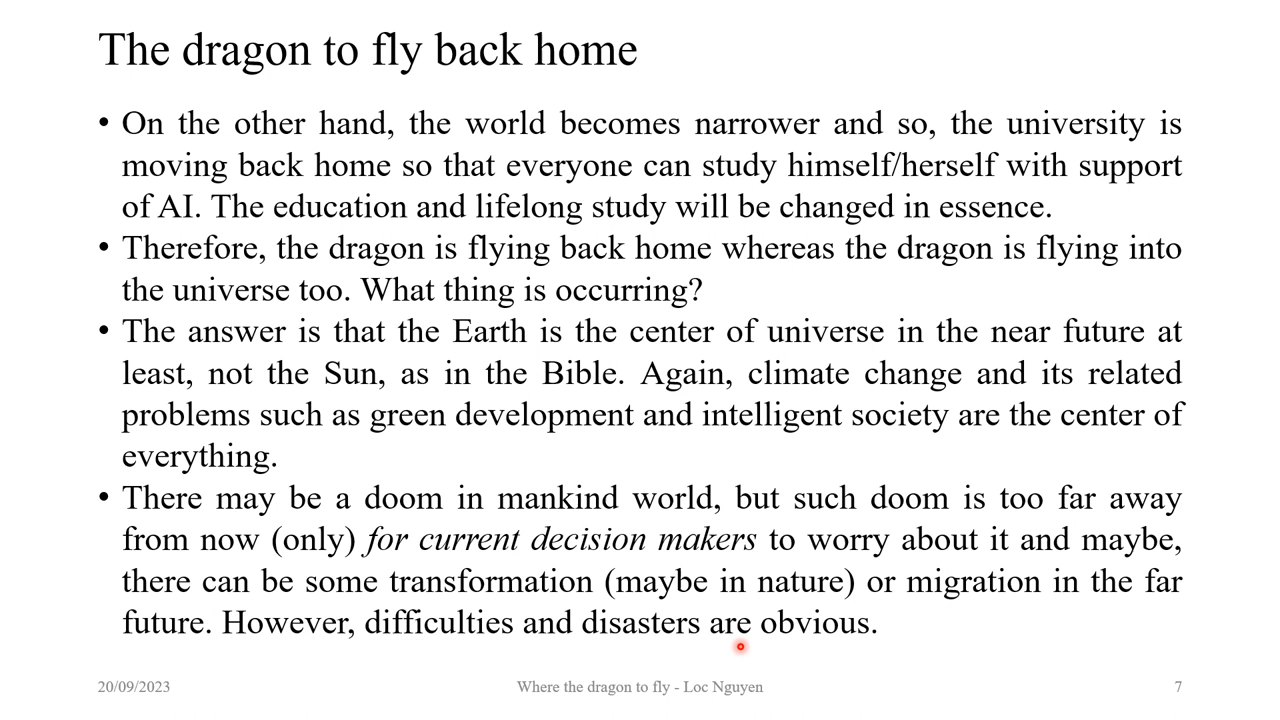 The dragon to fly back home
• On the other hand, the world becomes narrower and so, the university is
moving back home so that everyone can study himself/herself with support
of AI. The education and lifelong study will be changed in essence.
• Therefore, the dragon is flying back home whereas the dragon is flying into
the universe too. What thing is occurring?
• The answer is that the Earth is the center of universe in the near future at
least, not the Sun, as in the Bible. Again, climate change and its related
problems such as green development and intelligent society are the center of
everything.
• There may be a doom in mankind world, but such doom is too far away
from now (only) for current decision makers to worry about it and maybe,
there can be some transformation (maybe in nature) or migration in the far
future. However, difficulties and disasters are obvious.
20/09/2023 Where the dragon to fly - Loc Nguyen 7